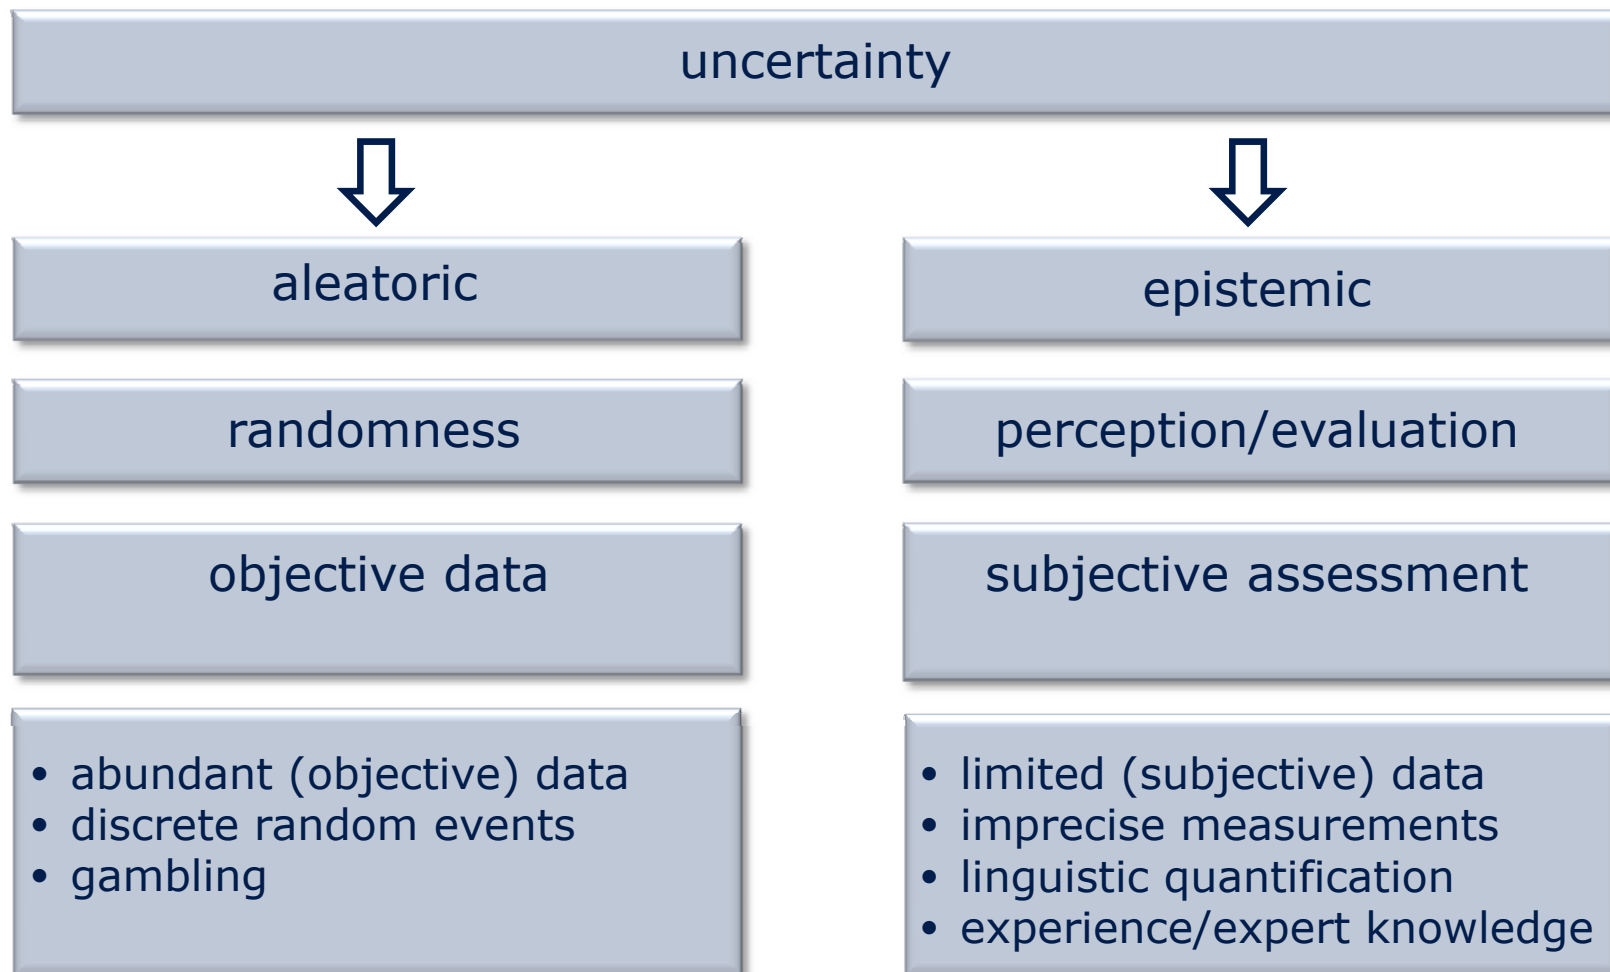 uncertainty
aleatoric
randomness
objective data
• abundant (objective) data
• discrete random events
• gambling
epistemic
perception/evaluation
subjective assessment
• limited (subjective) data
• imprecise measurements
• linguistic quantification
• experience/expert knowledge